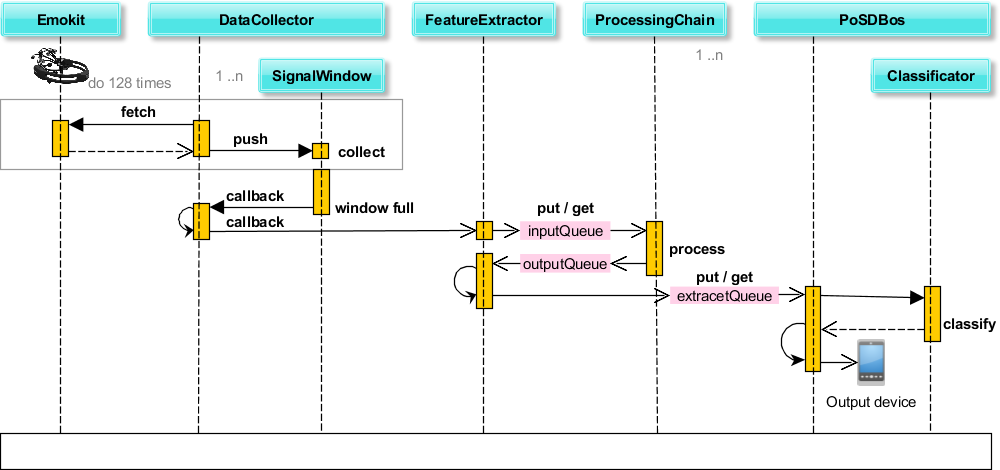 Emokit
DataCollector
FeatureExtractor
ProcessingChain
PoSDBos
do 128 times
1 ..n
SignalWindow
1 ..n
Classificator
fetch
push
collect
callback
window full
callback
put / get
inputQueue
process
outputQueue
put / get
extracetQueue
classify
Output device